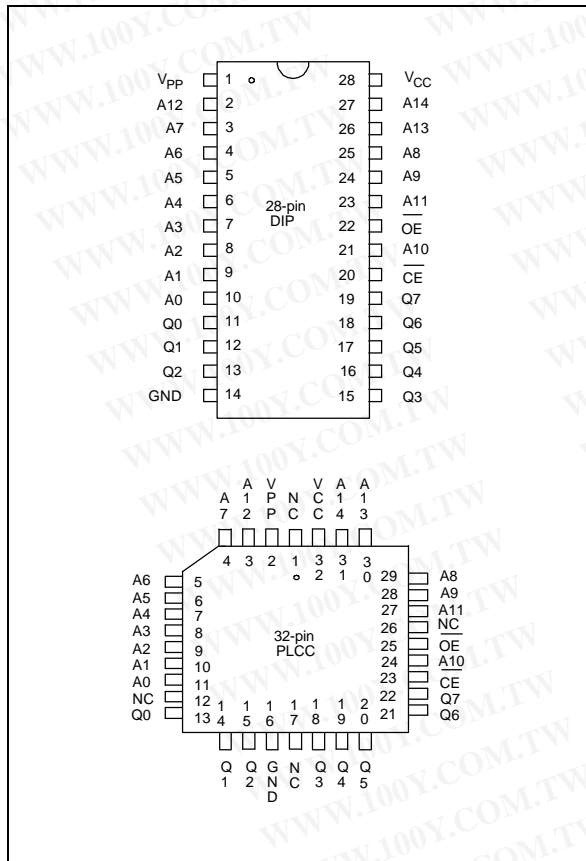 VPP 1 28 VCC
A12 2 27 A14
A7 3 26 A13
A6 4 25 A8
A5 5 24 A9
A4 6 23 A11
28-pin
DIP
A3 7 22 OE
A2 8 21 A10
A1 9 20 CE
A0 10 19 Q7
Q0 11 18 Q6
Q1 12 17 Q5
Q2 13 16 Q4
GND 14 15 Q3
A7 A12 VPP NC VCC A14 A13
4 3 2 1 32 31 30
A6 5 29 A8
A5 6 28 A9
A4 7 27 A11
A3 8 26 NC
32-pin
PLCC
A2 9 25 OE
A1 10 24 A10
A0 11 23 CE
NC 12 22 Q7
Q0 13 21 Q6
14 15 16 17 18 19 20
Q1 Q2 GND NC Q3 Q4 Q5
WWW.100Y.COM.TW